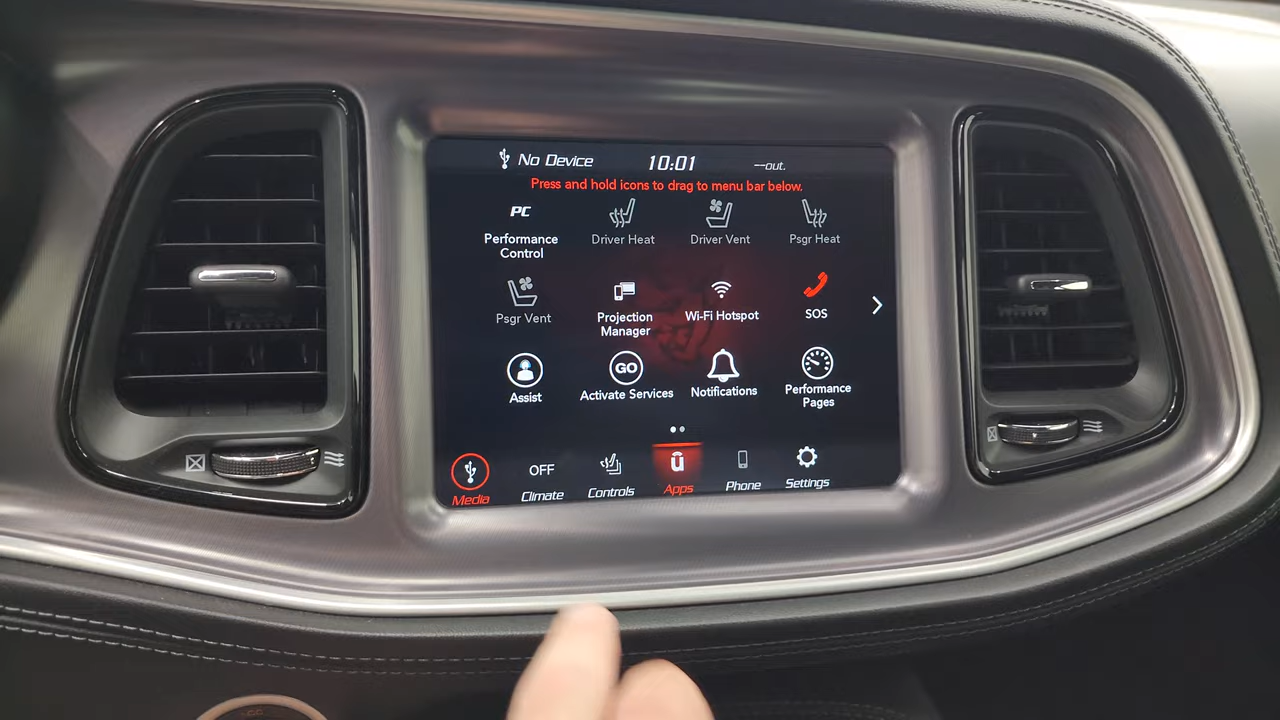 No Device
10:01
--out.
Press and hold icons to drag to menu bar below.
PC
Performance
Control
Driver Heat
Driver Vent
Psgr Heat
Psgr Vent
Projection
Manager
Wi-Fi Hotspot
SOS
Assist
GO
Activate Services
Notifications
Performance
Pages
Media
OFF
Climate
Controls
ū
Apps
Phone
Settings